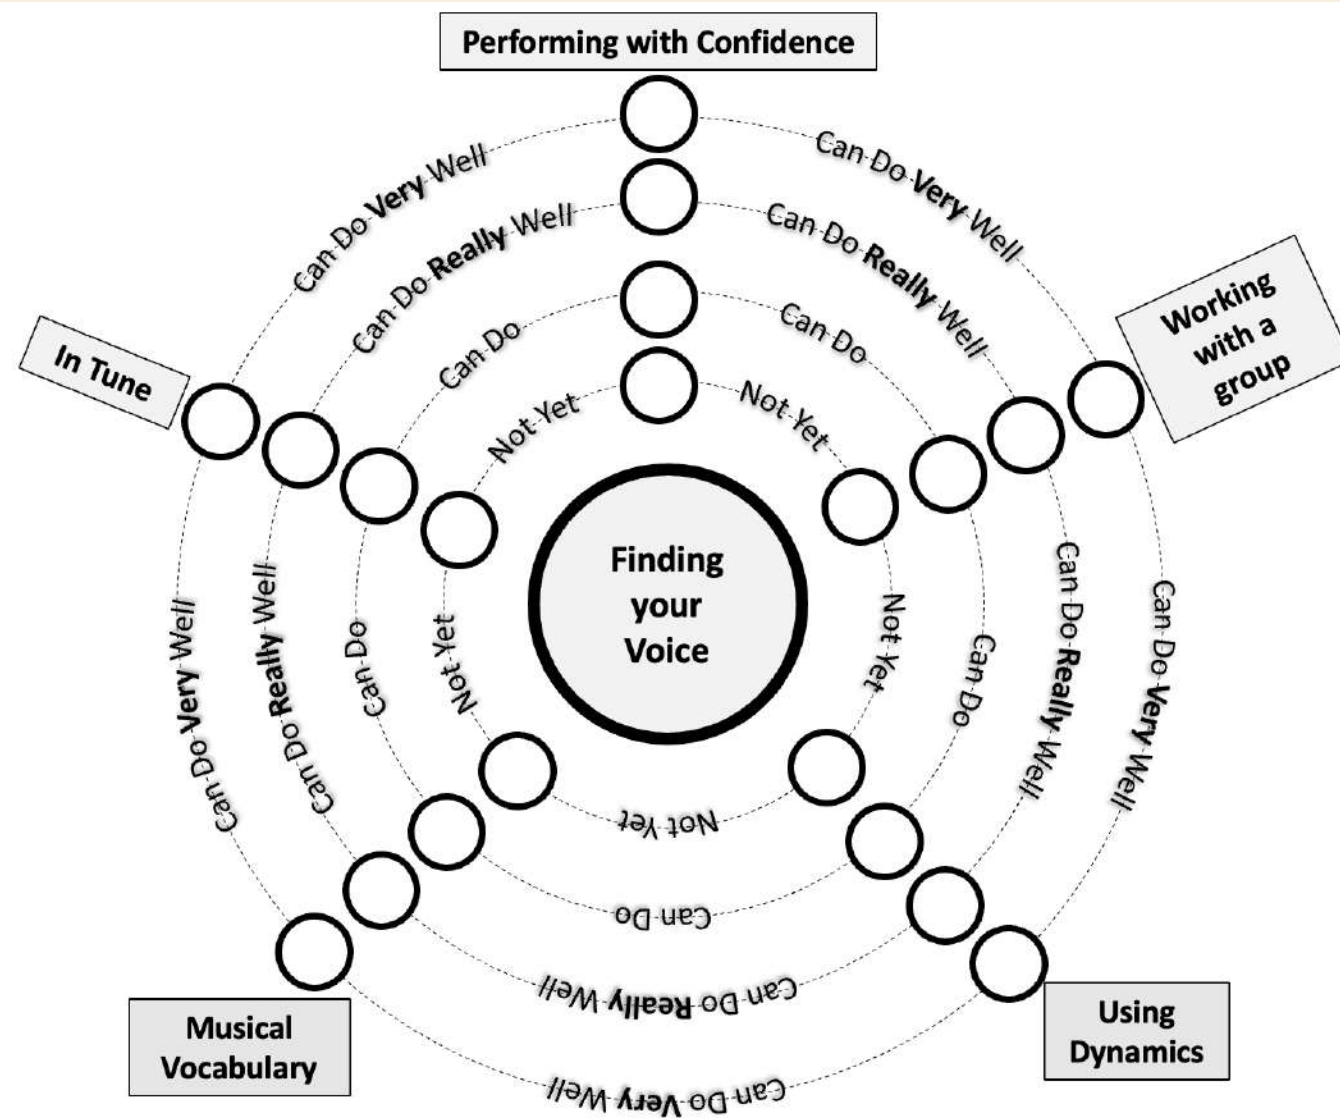 Performing with Confidence
Can Do Very Well
Can Do Very Well
Can Do Really Well
Can Do Really Well
Can Do
Can Do
Not Yet
Not Yet
In Tune
Working
with a
group
Finding
your
Voice
Can Do Very Well
Can Do Really Well
Can Do
Not Yet
Not Yet
Can Do
Can Do Really Well
Can Do Very Well
Not Yet
Can Do
Can Do Really Well
Can Do Very Well
Musical
Vocabulary
Using
Dynamics